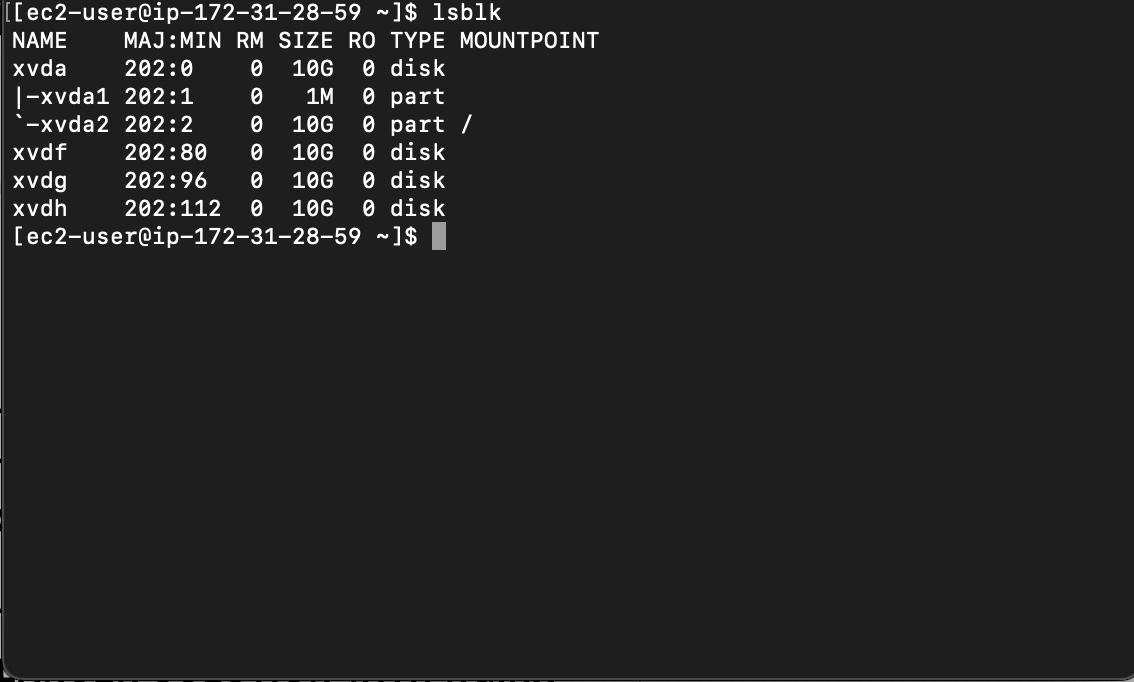 [[ec2-user@ip-172-31-28-59 ~]$ lsblk
NAME    MAJ:MIN RM SIZE RO TYPE MOUNTPOINT
xvda    202:0    0  10G  0 disk
|-xvda1 202:1    0   1M  0 part
`-xvda2 202:2    0  10G  0 part /
xvdf    202:80   0  10G  0 disk
xvdg    202:96   0  10G  0 disk
xvdh    202:112  0  10G  0 disk
[ec2-user@ip-172-31-28-59 ~]$